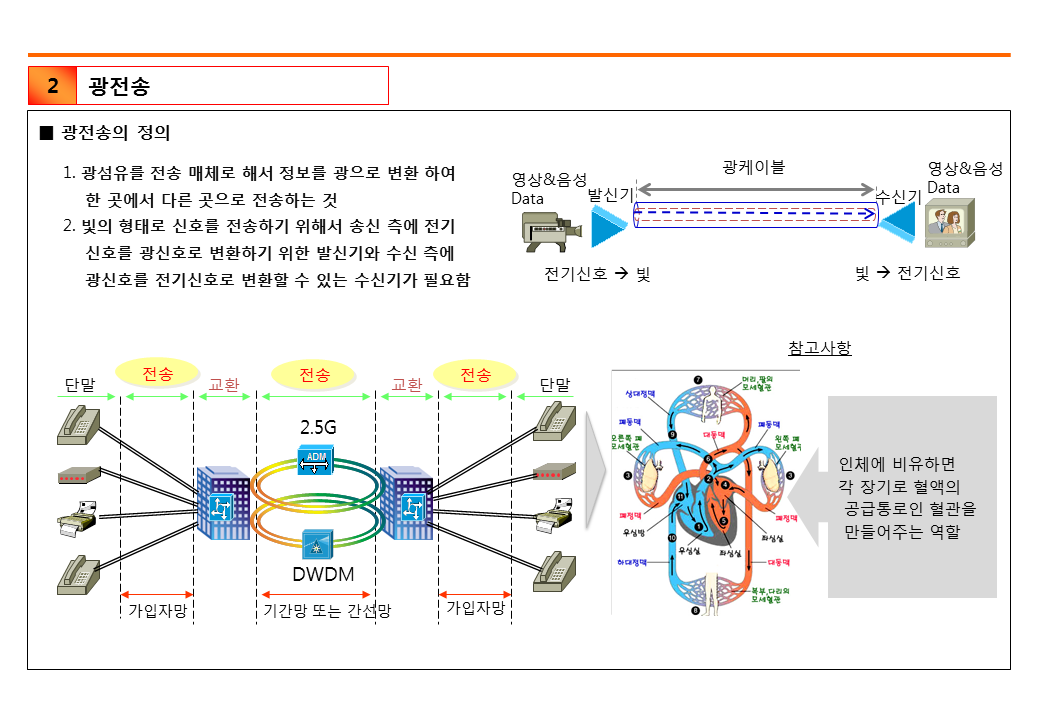 2 광전송
■ 광전송의 정의
1. 광섬유를 전송 매체로 해서 정보를 광으로 변환 하여
한 곳에서 다른 곳으로 전송하는 것
2. 빛의 형태로 신호를 전송하기 위해서 송신 측에 전기
신호를 광신호로 변환하기 위한 발신기와 수신 측에
광신호를 전기신호로 변환할 수 있는 수신기가 필요함
영상&음성
Data
발신기
광케이블
수신기
영상&음성
Data
전기신호 → 빛
빛 → 전기신호
단말
전송
교환
전송
교환
전송
단말
2.5G
ADM
DWDM
가입자망
기간망 또는 간선망
가입자망
참고사항
7
머리,팔의
모세혈관
상대정맥
폐동맥
9
대동맥
폐동맥
오른쪽 폐
모세혈관
왼쪽 폐
모세혈관
6
3
2
4
3
11
폐정맥
폐정맥
우심방
1
5
좌심실
10
우심실
좌심실
하대정맥
대동맥
복부,다리의
모세혈관
8
인체에 비유하면
각 장기로 혈액의
공급통로인 혈관을
만들어주는 역할